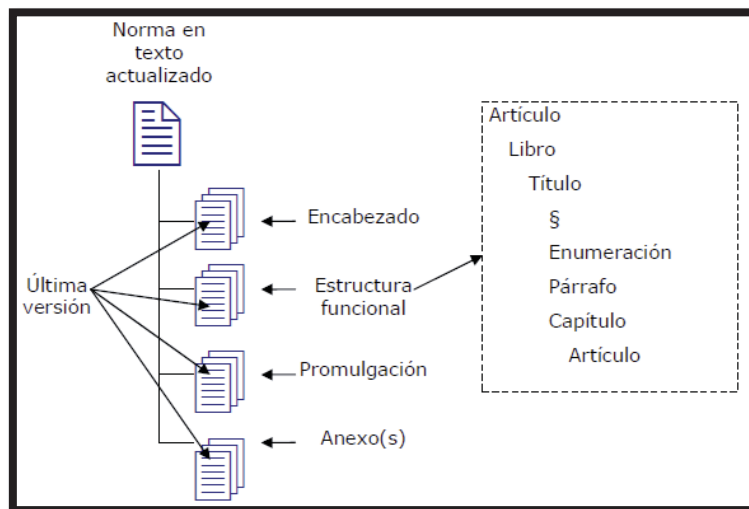 Norma en
texto
actualizado
Encabezado
Última
versión
Estructura
funcional
Promulgación
Anexo(s)
Artículo
Libro
Título
§
Enumeración
Párrafo
Capítulo
Artículo